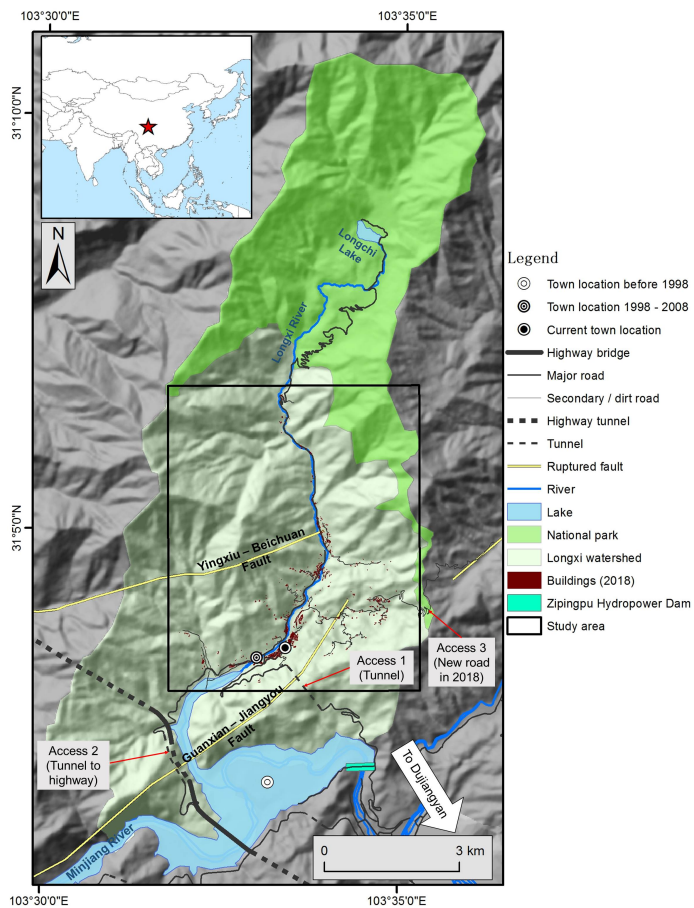 103°30'0"E
103°35'0"E
31°10'0"N
N
Longchi
Lake
Longxi River
31°5'0"N
Yingxiu – Beichuan
Fault
Access 1
(Tunnel)
Access 3
(New road
in 2018)
Guanxian – Jiangyou
Fault
Access 2
(Tunnel to
highway)
To Dujiangyan
Minjiang River
0
3 km
103°30'0"E
103°35'0"E
Legend
Town location before 1998
Town location 1998 - 2008
Current town location
Highway bridge
Major road
Secondary / dirt road
Highway tunnel
Tunnel
Ruptured fault
River
Lake
National park
Longxi watershed
Buildings (2018)
Zipingpu Hydropower Dam
Study area